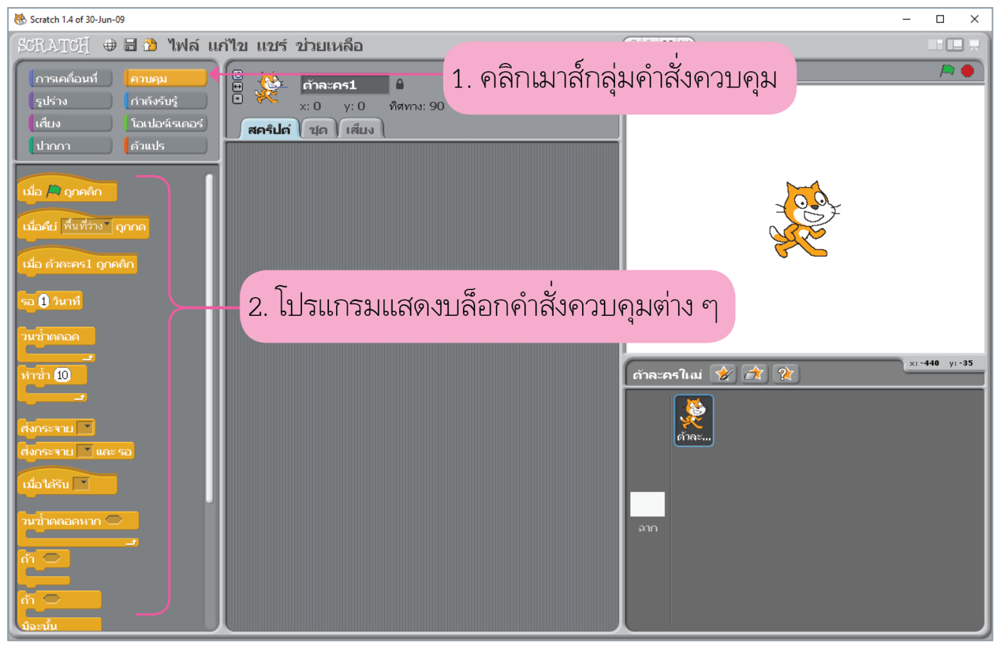 Scratch 1.4 of 30-Jun-09
SCRATCH ไฟล์ แก้ไข แชร์ ช่วยเหลือ
การเคลื่อนที่ ควบคุม
รูปร่าง กำลังรับรู้
เสียง โอเปอร์เรเตอร์
ปากกา ตัวแปร
ตัวละคร1
x: 0 y: 0 ทิศทาง: 90
สคริปต์ ชุด เสียง
1. คลิกเมาส์กลุ่มคำสั่งควบคุม
เมื่อ ถูกคลิก
เมื่อคีย์ พื้นที่ว่าง ถูกกด
เมื่อ ตัวละคร1 ถูกคลิก
รอ 1 วินาที
วนซ้ำตลอด
ทำซ้ำ 10
ส่งกระจาย
ส่งกระจาย และ รอ
เมื่อได้รับ
วนซ้ำตลอดหาก
ถ้า
ถ้า
มิฉะนั้น
2. โปรแกรมแสดงบล็อกคำสั่งควบคุมต่าง ๆ
x: -440 y: -35
ตัวละครใหม่
ตัวละ...
ฉาก